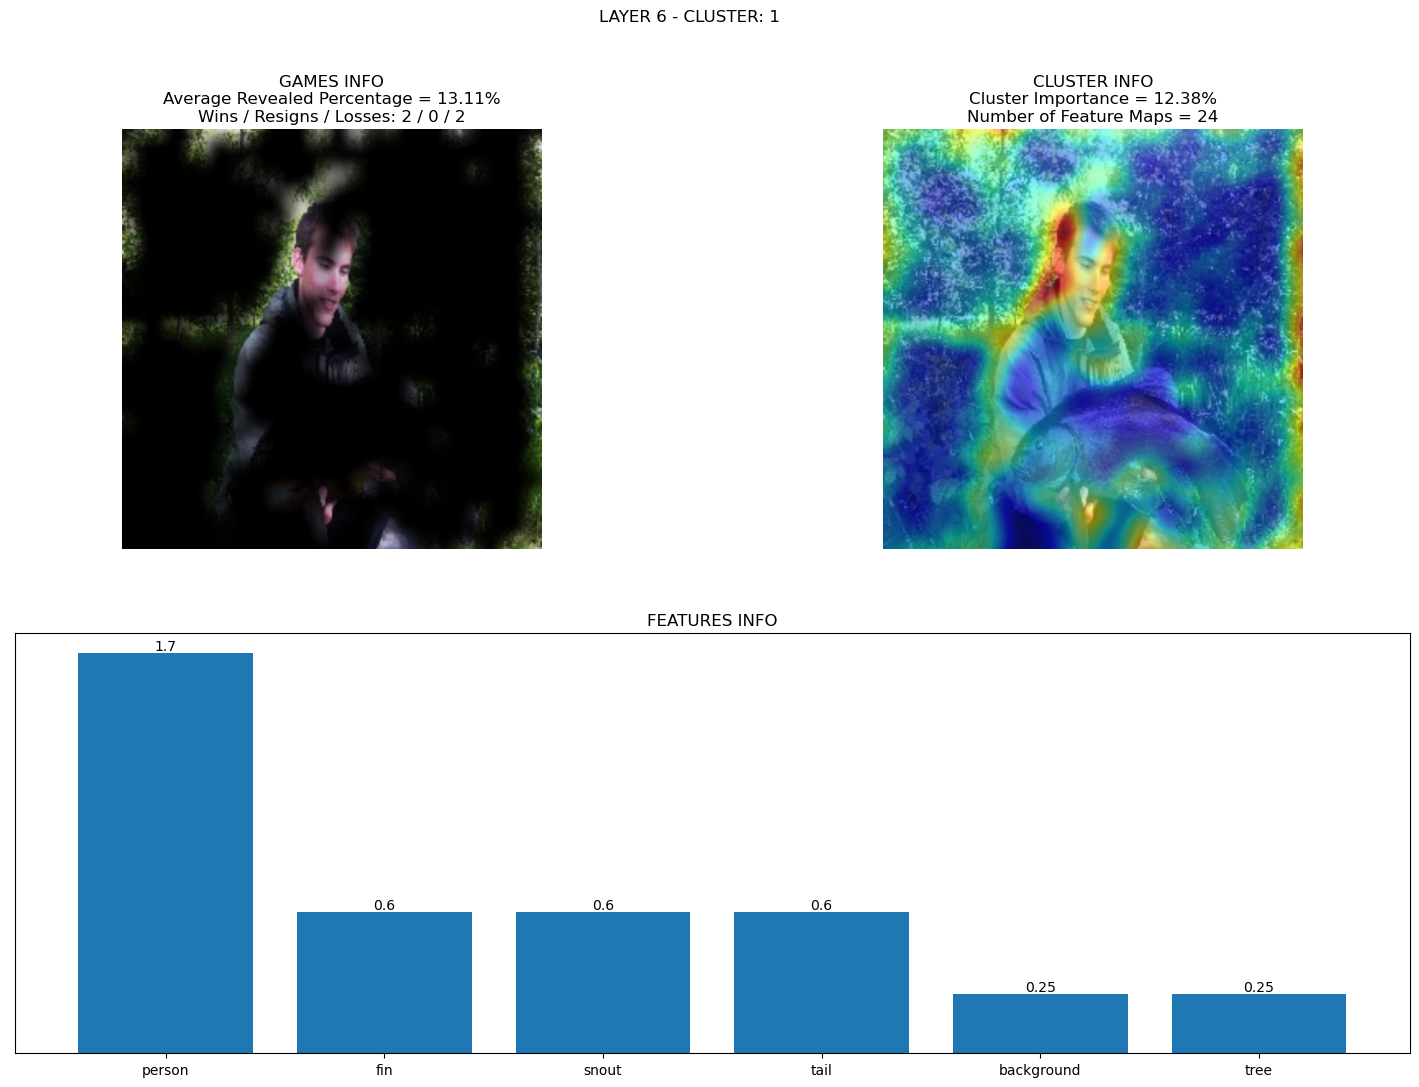 LAYER 6 - CLUSTER: 1
GAMES INFO
Average Revealed Percentage = 13.11%
Wins / Resigns / Losses: 2 / 0 / 2
CLUSTER INFO
Cluster Importance = 12.38%
Number of Feature Maps = 24
FEATURES INFO
1.7
0.6
0.6
0.6
0.25
0.25
person
fin
snout
tail
background
tree